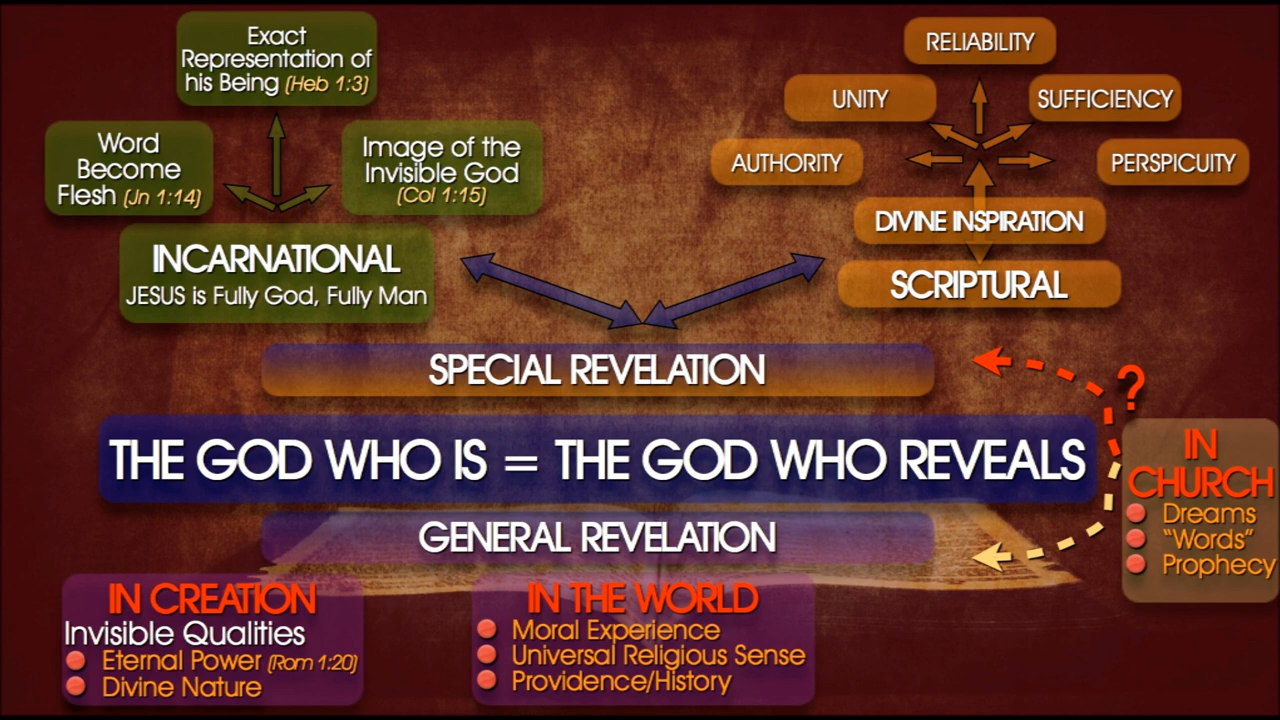 Exact
Representation of
his Being (Heb 1:3)
Word
Become
Flesh (Jn 1:14)
Image of the
Invisible God
(Col 1:15)
INCARNATIONAL
JESUS is Fully God, Fully Man
RELIABILITY
UNITY
SUFFICIENCY
AUTHORITY
PERSPICUITY
DIVINE INSPIRATION
SCRIPTURAL
SPECIAL REVELATION
?
THE GOD WHO IS = THE GOD WHO REVEALS
GENERAL REVELATION
IN
CHURCH
Dreams
"Words"
Prophecy
IN CREATION
Invisible Qualities
Eternal Power (Rom 1:20)
Divine Nature
IN THE WORLD
Moral Experience
Universal Religious Sense
Providence/History